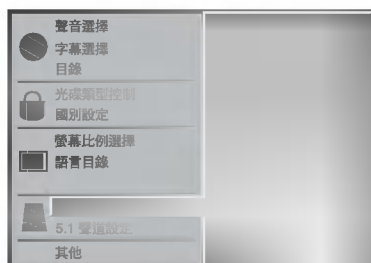 聲音選擇
字幕選擇
目錄
光碟類型控制
國別設定
螢幕比例選擇
語言目錄
5.1 聲道設定
其他